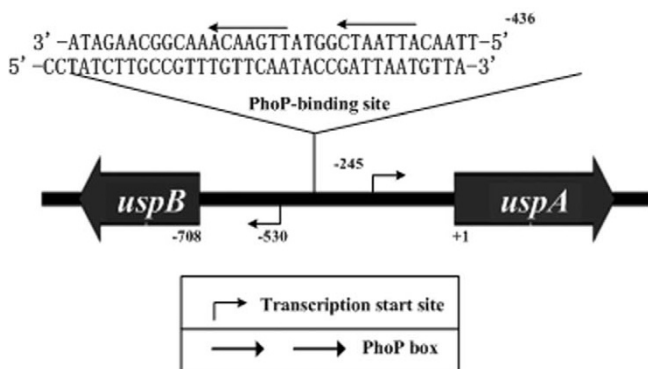 -436
3' -ATAGAACGGCAAACAAGTTATGGCTAATTACAATT-5'
5' -CCTATCTTGCCGTTTGTTCAATACCGATTAATGTTA-3'
PhoP-binding site
-245
uspB
uspA
-708
-530
+1
Transcription start site
PhoP box